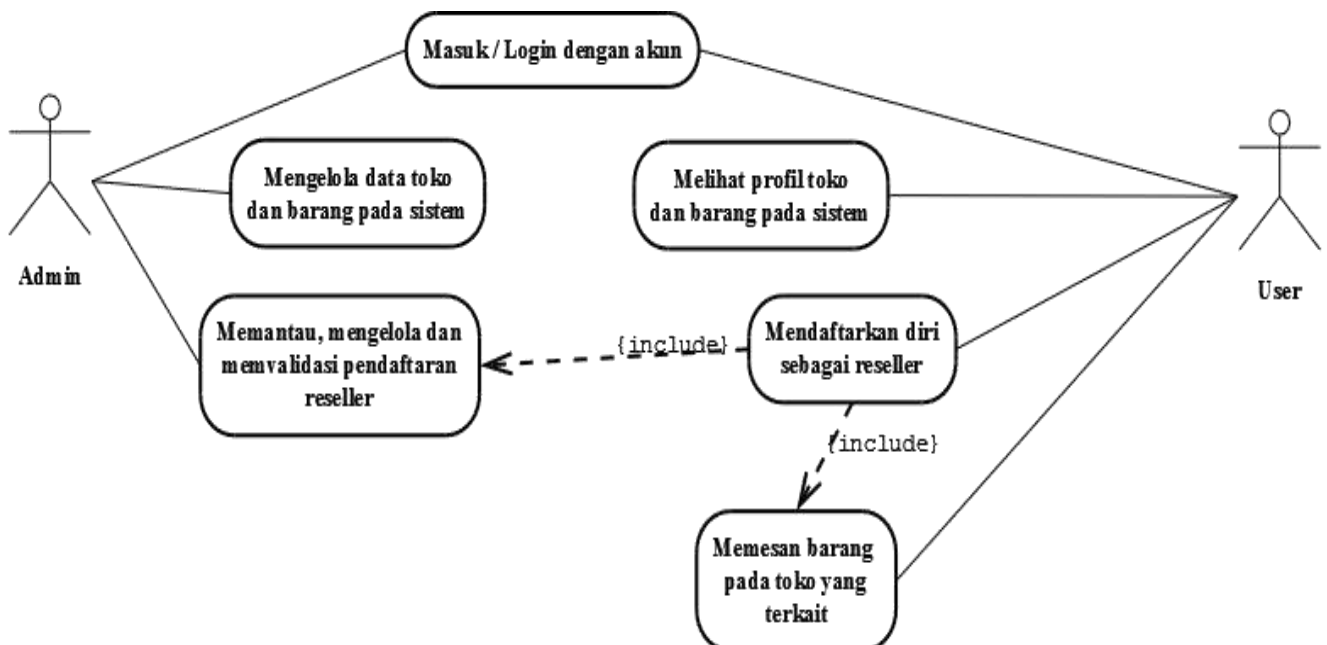 Masuk / Login dengan akun
Mengelola data toko
dan barang pada sistem
Melihat profil toko
dan barang pada sistem
Admin
User
Memantau, mengelola dan
memvalidasi pendaftaran
reseller
{include}
Mendaftarkan diri
sebagai reseller
{include}
Memesan barang
pada toko yang
terkait